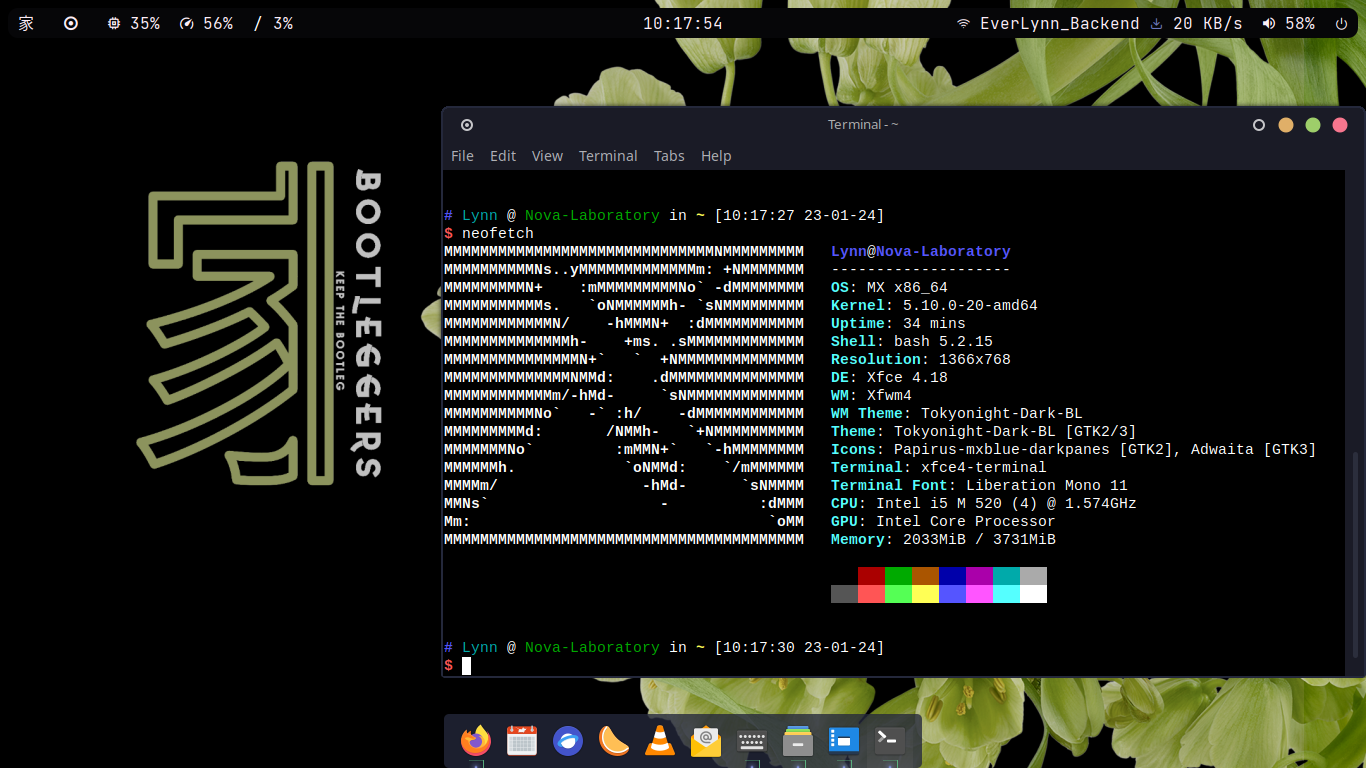 家 35% 56% / 3% 10:17:54 EverLynn_Backend 20 KB/s 58%
BOOTLEGGERS
KEEP THE BOOTLEG
Terminal - ~
File Edit View Terminal Tabs Help
# Lynn @ Nova-Laboratory in ~ [10:17:27 23-01-24]
$ neofetch
MMMMMMMMMMMMMMMMMMMMMMMMMMMMMMNMMMMMMMMM   Lynn@Nova-Laboratory
MMMMMMMMMMNs..yMMMMMMMMMMMMMm: +NMMMMMMM   --------------------
MMMMMMMMMN+    :mMMMMMMMMMNo` -dMMMMMMMM   OS: MX x86_64
MMMMMMMMMMMs.   `oNMMMMMMh- `sNMMMMMMMMM   Kernel: 5.10.0-20-amd64
MMMMMMMMMMMMN/    -hMMMN+  :dMMMMMMMMMMM   Uptime: 34 mins
MMMMMMMMMMMMMMh-    +ms. .sMMMMMMMMMMMMM   Shell: bash 5.2.15
MMMMMMMMMMMMMMMN+`   `  +NMMMMMMMMMMMMMM   Resolution: 1366x768
MMMMMMMMMMMMMMNMMd:    .dMMMMMMMMMMMMMMM   DE: Xfce 4.18
MMMMMMMMMMMMm/-hMd-     `sNMMMMMMMMMMMMM   WM: Xfwm4
MMMMMMMMMMNo`   -` :h/    -dMMMMMMMMMMMM   WM Theme: Tokyonight-Dark-BL
MMMMMMMMMd:       /NMMh-   `+NMMMMMMMMMM   Theme: Tokyonight-Dark-BL [GTK2/3]
MMMMMMMNo`         :mMMN+`   `-hMMMMMMMM   Icons: Papirus-mxblue-darkpanes [GTK2], Adwaita [GTK3]
MMMMMMh.            `oNMMd:    `/mMMMMMM   Terminal: xfce4-terminal
MMMMm/                -hMd-      `sNMMMM   Terminal Font: Liberation Mono 11
MMNs`                   -          :dMMM   CPU: Intel i5 M 520 (4) @ 1.574GHz
Mm:                                 `oMM   GPU: Intel Core Processor
MMMMMMMMMMMMMMMMMMMMMMMMMMMMMMMMMMMMMMMM   Memory: 2033MiB / 3731MiB
# Lynn @ Nova-Laboratory in ~ [10:17:30 23-01-24]
$